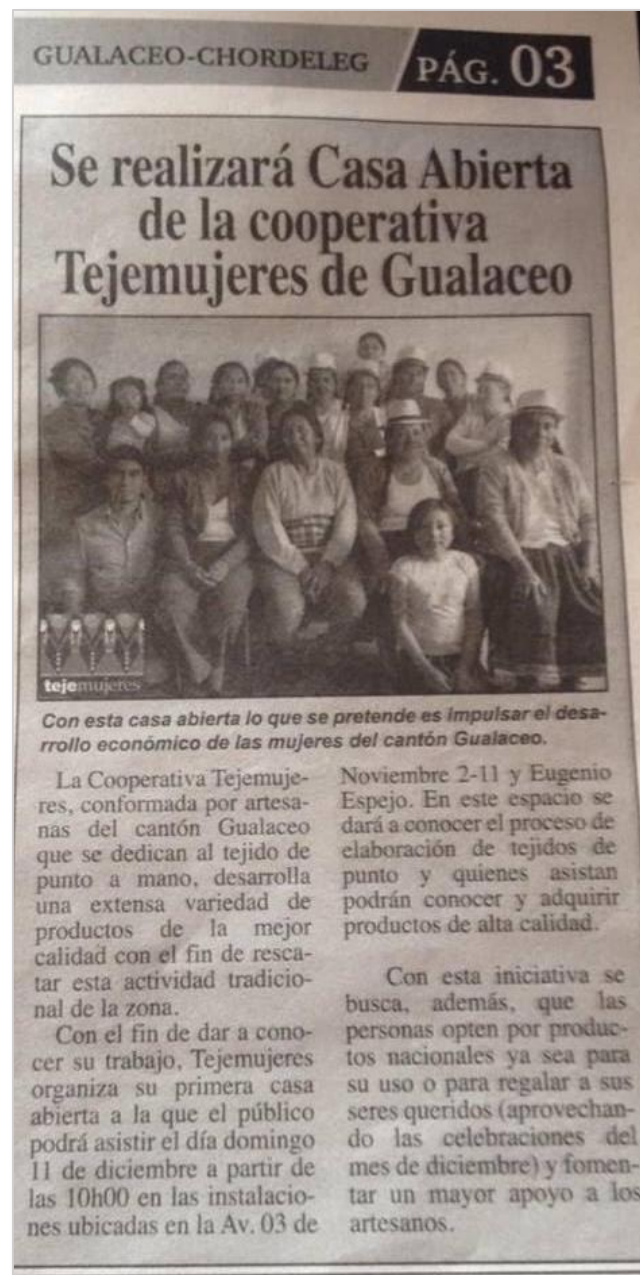 GUALACEO-CHORDELEG
PÁG. 03
Se realizará Casa Abierta
de la cooperativa
Tejemujeres de Gualaceo
tejemujeres
Con esta casa abierta lo que se pretende es impulsar el desa-
rrollo económico de las mujeres del cantón Gualaceo.
La Cooperativa Tejemuje-
res, conformada por artesa-
nas del cantón Gualaceo
que se dedican al tejido de
punto a mano, desarrolla
una extensa variedad de
productos de la mejor
calidad con el fin de resca-
tar esta actividad tradicio-
nal de la zona.
Con el fin de dar a cono-
cer su trabajo, Tejemujeres
organiza su primera casa
abierta a la que el público
podrá asistir el día domingo
11 de diciembre a partir de
las 10h00 en las instalacio-
nes ubicadas en la Av. 03 de
Noviembre 2-11 y Eugenio
Espejo. En este espacio se
dará a conocer el proceso de
elaboración de tejidos de
punto y quienes asistan
podrán conocer y adquirir
productos de alta calidad.
Con esta iniciativa se
busca, además, que las
personas opten por produc-
tos nacionales ya sea para
su uso o para regalar a sus
seres queridos (aprovechan-
do las celebraciones del
mes de diciembre) y fomen-
tar un mayor apoyo a los
artesanos.